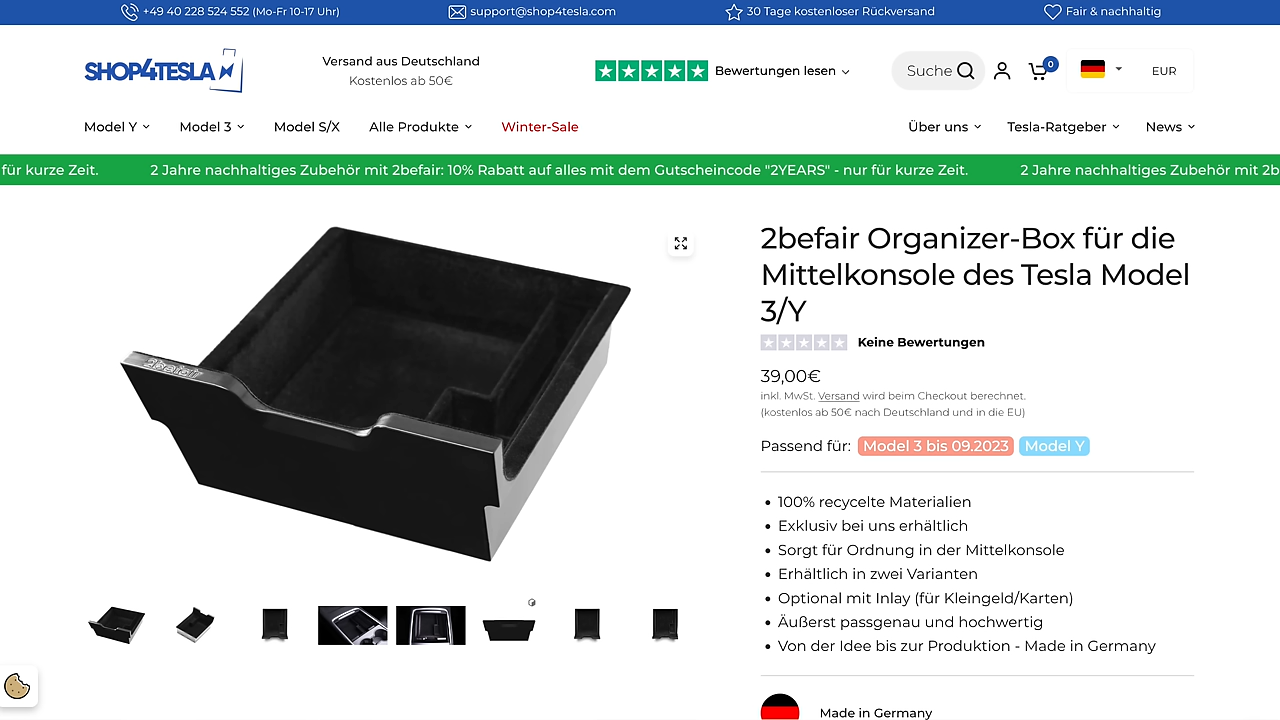 +49 40 228 524 552 (Mo-Fr 10-17 Uhr)
support@shop4tesla.com
30 Tage kostenloser Rückversand
Fair & nachhaltig
SHOP4TESLA
Versand aus Deutschland
Kostenlos ab 50€
Bewertungen lesen
Suche
0
EUR
Model Y
Model 3
Model S/X
Alle Produkte
Winter-Sale
Über uns
Tesla-Ratgeber
News
für kurze Zeit.
2 Jahre nachhaltiges Zubehör mit 2befair: 10% Rabatt auf alles mit dem Gutscheincode "2YEARS" - nur für kurze Zeit.
2 Jahre nachhaltiges Zubehör mit 2b
2befair
2befair Organizer-Box für die
Mittelkonsole des Tesla Model
3/Y
Keine Bewertungen
39,00€
inkl. MwSt. Versand wird beim Checkout berechnet.
(kostenlos ab 50€ nach Deutschland und in die EU)
Passend für: Model 3 bis 09.2023 Model Y
• 100% recycelte Materialien
• Exklusiv bei uns erhältlich
• Sorgt für Ordnung in der Mittelkonsole
• Erhältlich in zwei Varianten
• Optional mit Inlay (für Kleingeld/Karten)
• Äußerst passgenau und hochwertig
• Von der Idee bis zur Produktion - Made in Germany
Made in Germany